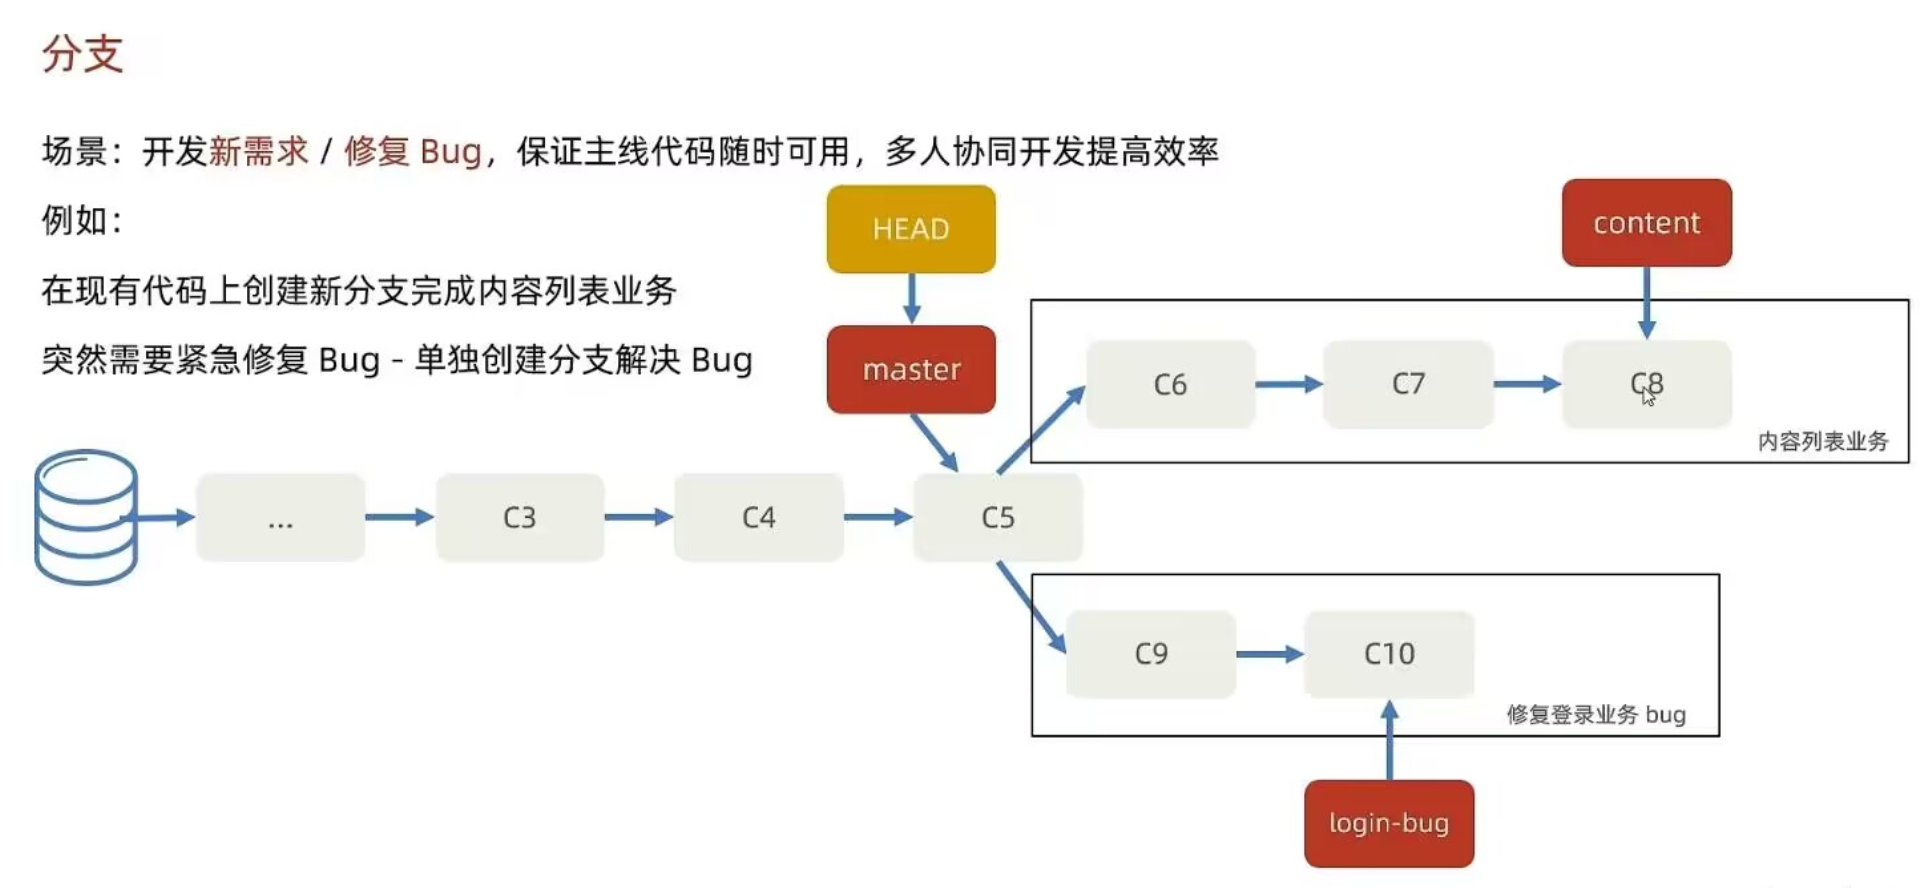 分支
场景：开发新需求 / 修复 Bug，保证主线代码随时可用，多人协同开发提高效率
例如：
在现有代码上创建新分支完成内容列表业务
突然需要紧急修复 Bug - 单独创建分支解决 Bug
HEAD
content
master
C6
C7
C8
内容列表业务
...
C3
C4
C5
C9
C10
修复登录业务 bug
login-bug